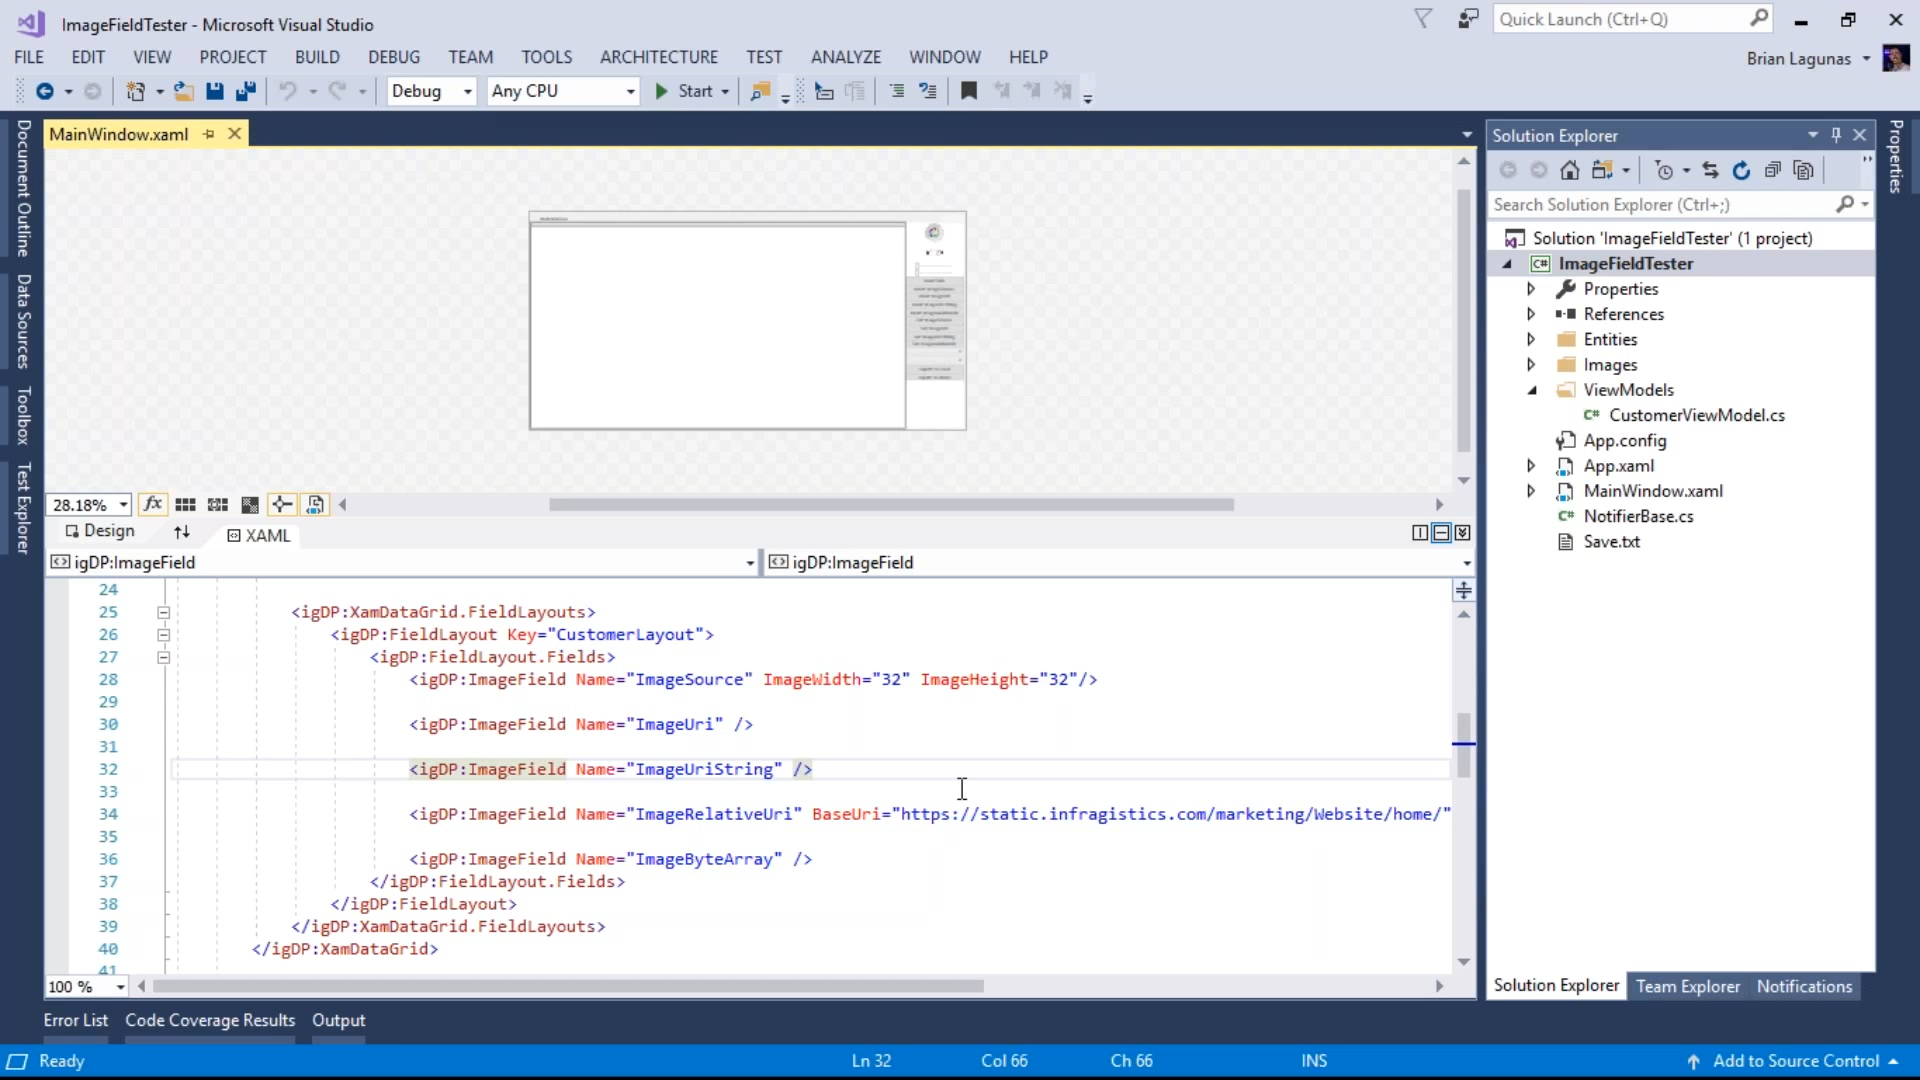 ImageFieldTester - Microsoft Visual Studio
Quick Launch (Ctrl+Q)
FILE EDIT VIEW PROJECT BUILD DEBUG TEAM TOOLS ARCHITECTURE TEST ANALYZE WINDOW HELP
Brian Lagunas
Debug Any CPU Start
Document Outline
Data Sources
Toolbox
Test Explorer
MainWindow.xaml
28.18%
Design XAML
igDP:ImageField igDP:ImageField
24
25 <igDP:XamDataGrid.FieldLayouts>
26 <igDP:FieldLayout Key="CustomerLayout">
27 <igDP:FieldLayout.Fields>
28 <igDP:ImageField Name="ImageSource" ImageWidth="32" ImageHeight="32"/>
29
30 <igDP:ImageField Name="ImageUri" />
31
32 <igDP:ImageField Name="ImageUriString" />
33
34 <igDP:ImageField Name="ImageRelativeUri" BaseUri="https://static.infragistics.com/marketing/Website/home/"
35
36 <igDP:ImageField Name="ImageByteArray" />
37 </igDP:FieldLayout.Fields>
38 </igDP:FieldLayout>
39 </igDP:XamDataGrid.FieldLayouts>
40 </igDP:XamDataGrid>
41
100 %
Solution Explorer
Search Solution Explorer (Ctrl+;)
Solution 'ImageFieldTester' (1 project)
C# ImageFieldTester
Properties
References
Entities
Images
ViewModels
C# CustomerViewModel.cs
App.config
App.xaml
MainWindow.xaml
C# NotifierBase.cs
Save.txt
Solution Explorer Team Explorer Notifications
Properties
Error List Code Coverage Results Output
Ready Ln 32 Col 66 Ch 66 INS Add to Source Control